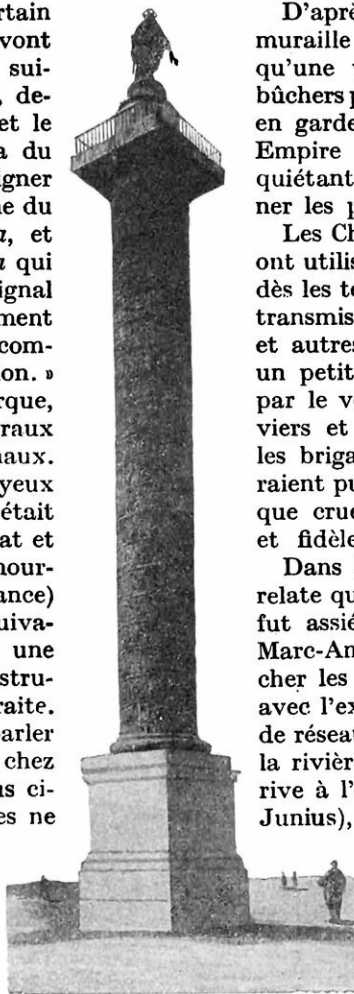 rtain
vont
sui-
, de-
et le
a du
igner
ne du
a, et
a qui
ignal
ment
com-
ion. »
rque,
raux
naux.
yeux
était
at et
nour-
ance)
uiva-
une
stru-
raite.
parler
chez
us ci-
es ne
D'aprè
muraille
qu'une
bûchers p
en garde
Empire
quiétant
ner les p
Les Ch
ont utilis
dès les te
transmis
et autres
un petit
par le v
viers et
les briga
raient pu
que crue
et fidèle
Dans
relate qu
fut assié
Marc-An
cher les
avec l'ex
de réseau
la rivièr
rive à l'
Junius),